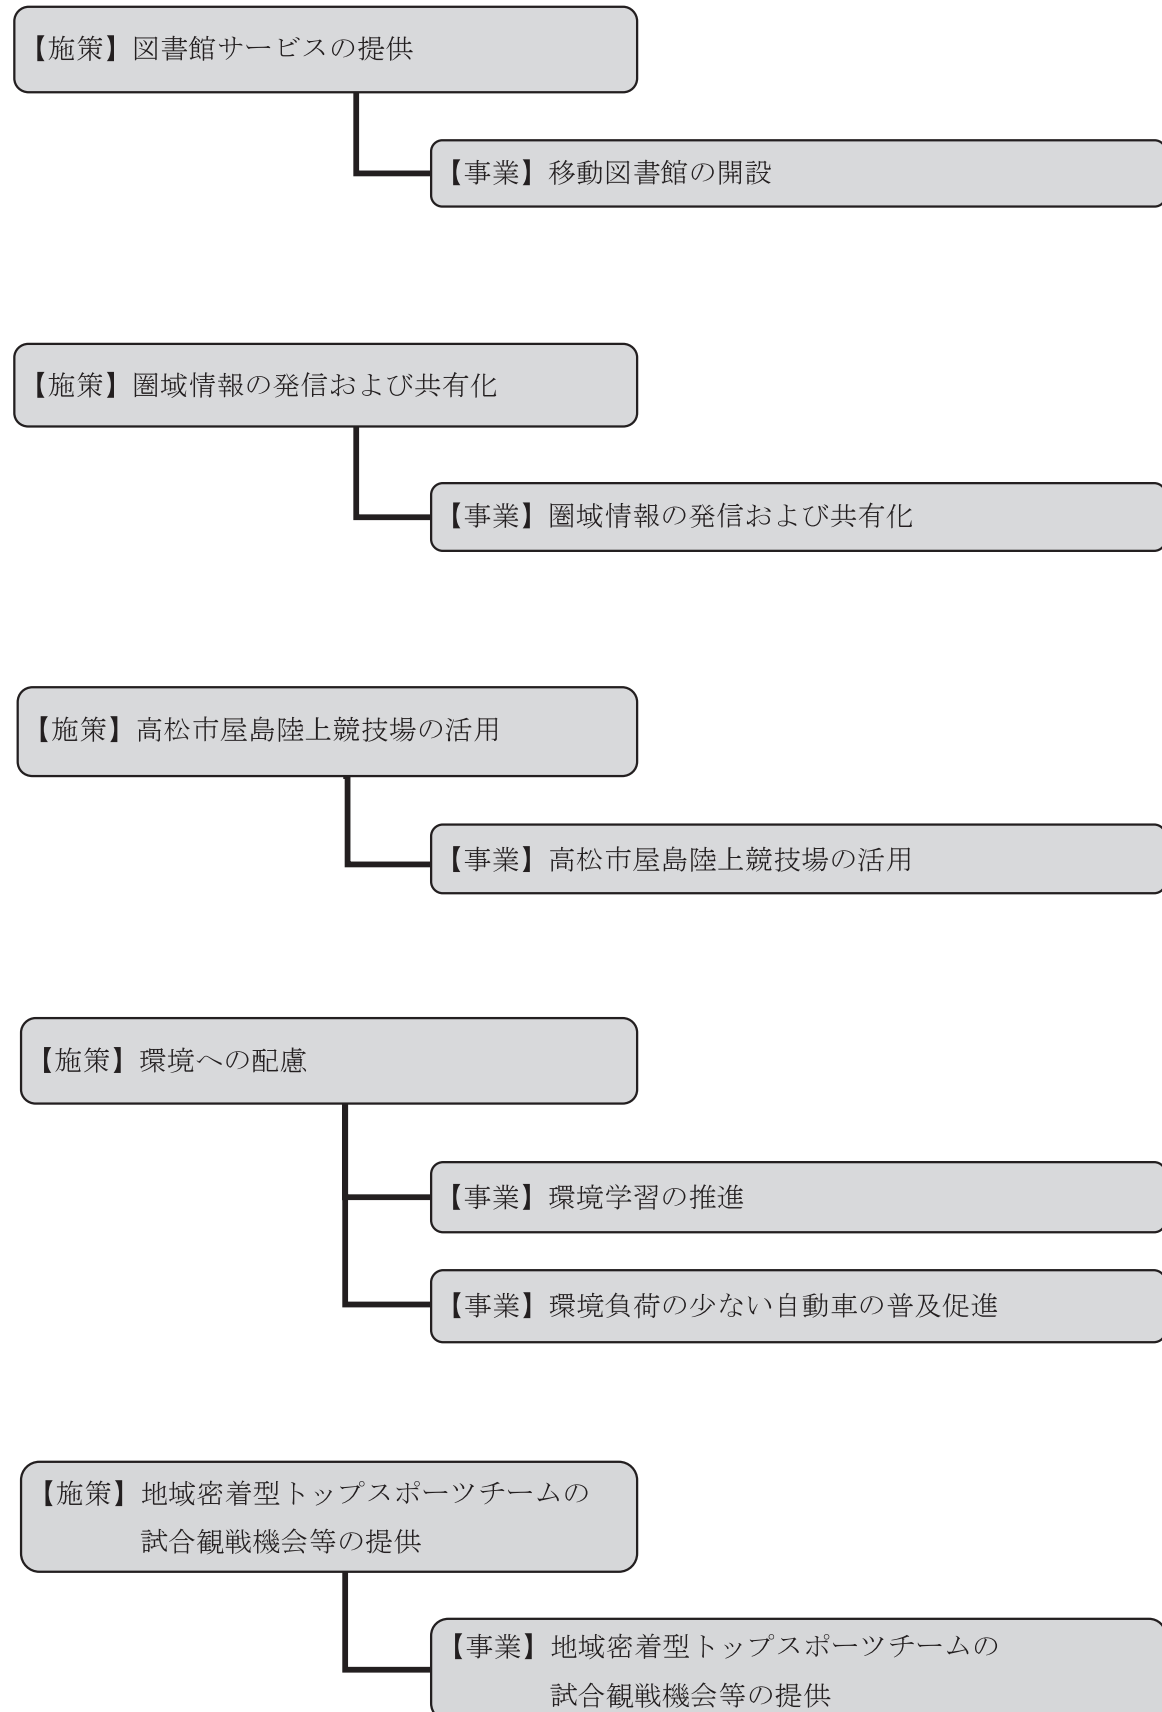 【施策】図書館サービスの提供
【事業】移動図書館の開設
【施策】圏域情報の発信および共有化
【事業】圏域情報の発信および共有化
【施策】高松市屋島陸上競技場の活用
【事業】高松市屋島陸上競技場の活用
【施策】環境への配慮
【事業】環境学習の推進
【事業】環境負荷の少ない自動車の普及促進
【施策】地域密着型トップスポーツチームの
試合観戦機会等の提供
【事業】地域密着型トップスポーツチームの
試合観戦機会等の提供